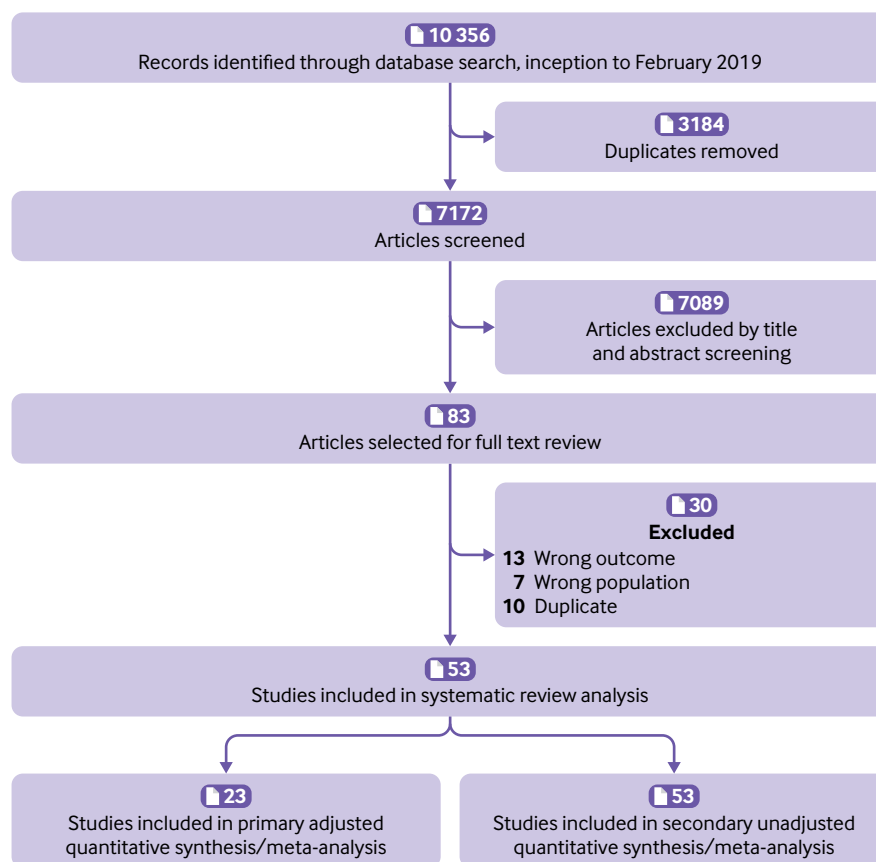 10 356
Records identified through database search, inception to February 2019
3184
Duplicates removed
7172
Articles screened
7089
Articles excluded by title
and abstract screening
83
Articles selected for full text review
30
Excluded
13 Wrong outcome
7 Wrong population
10 Duplicate
53
Studies included in systematic review analysis
23
Studies included in primary adjusted
quantitative synthesis/meta-analysis
53
Studies included in secondary unadjusted
quantitative synthesis/meta-analysis